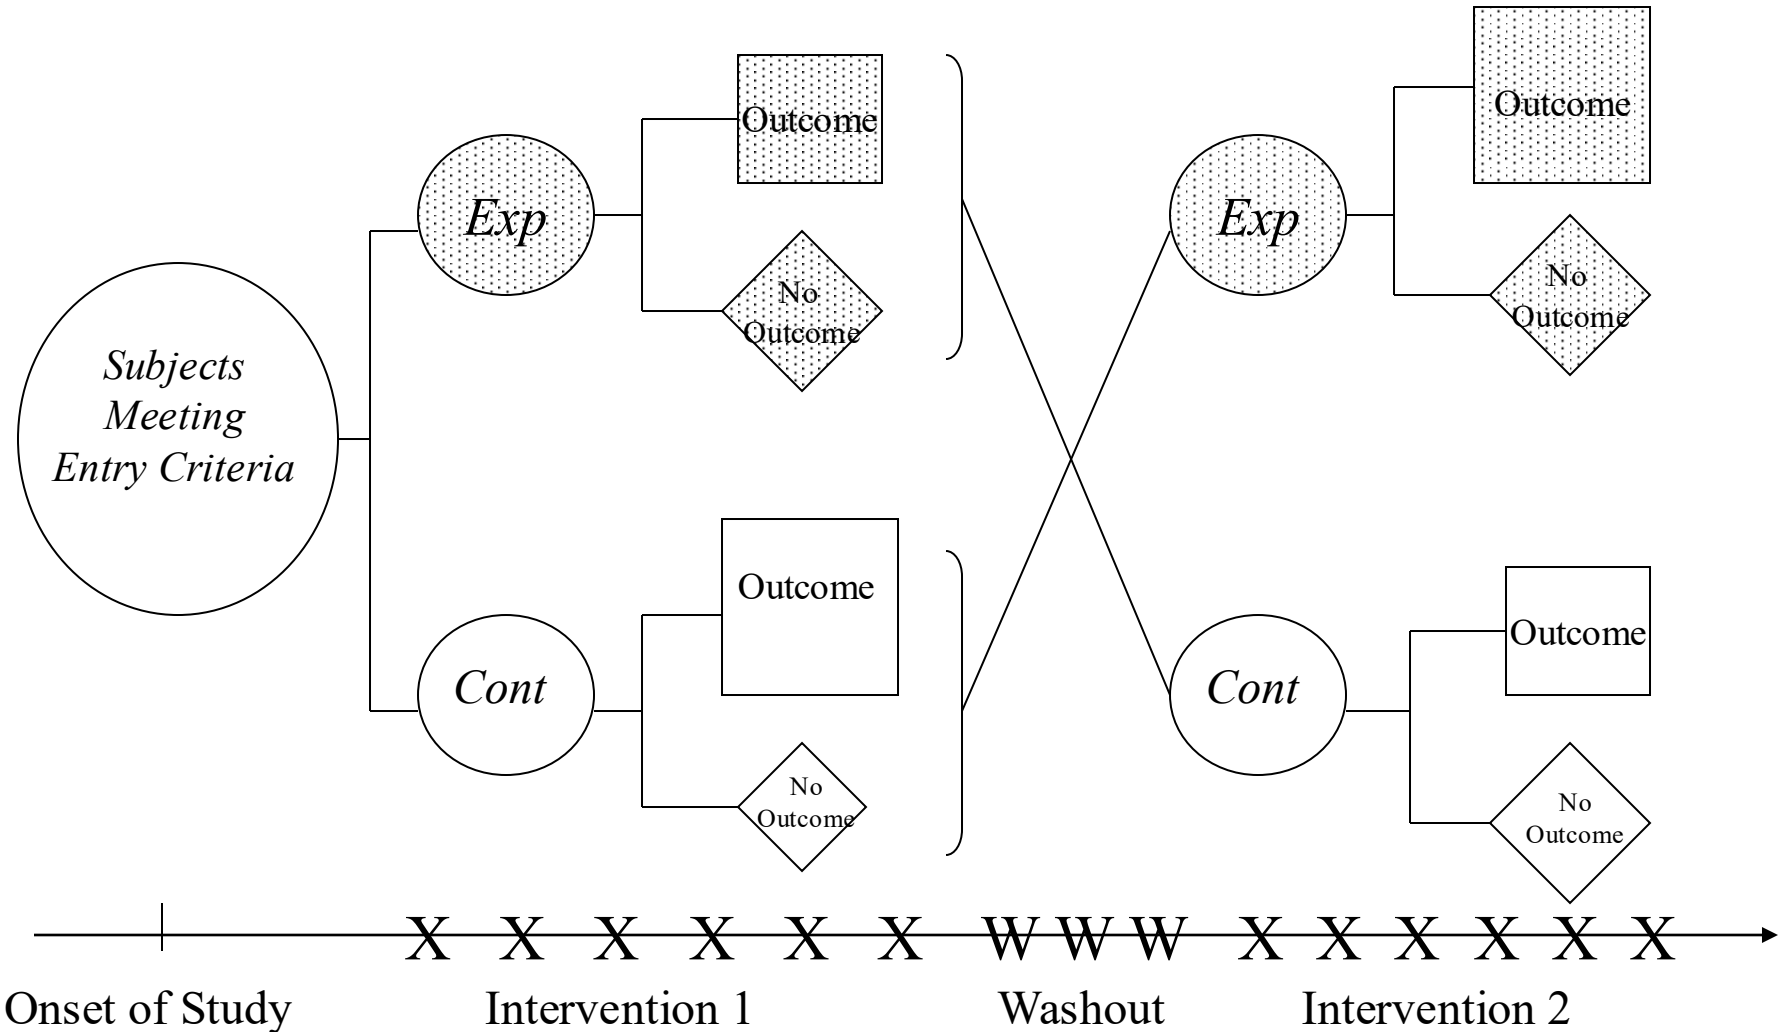 Subjects
Meeting
Entry Criteria
Exp
Outcome
No
Outcome
Cont
Outcome
No
Outcome
Exp
Outcome
No
Outcome
Cont
Outcome
No
Outcome
X X X X X X W W W X X X X X X
Onset of Study Intervention 1 Washout Intervention 2